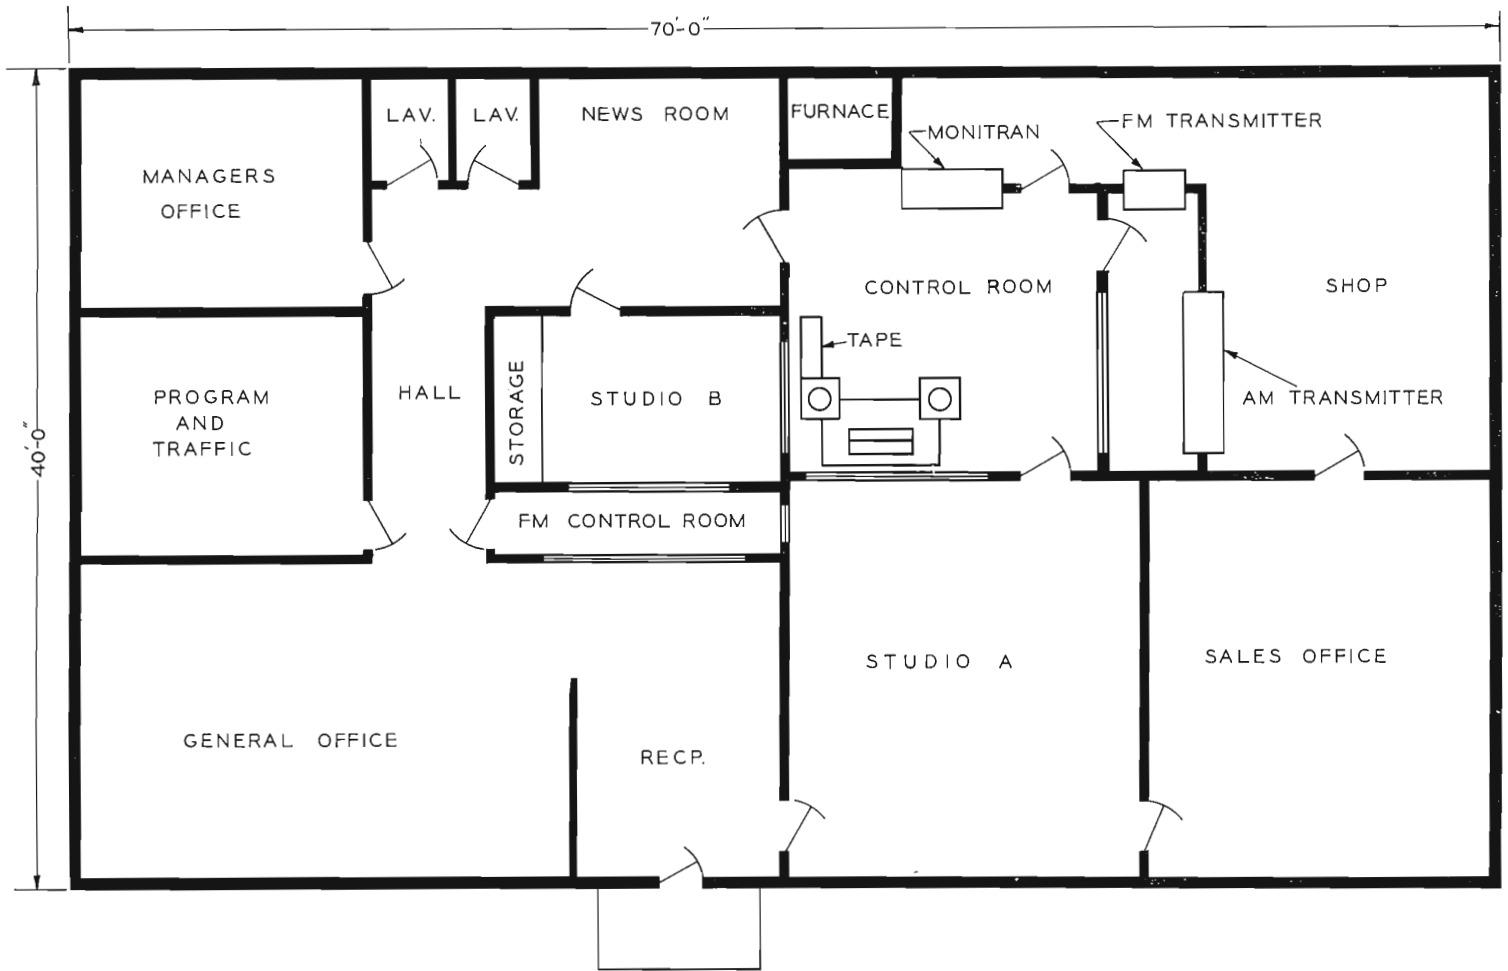 70'-0"
LAV.
LAV.
NEWS ROOM
FURNACE
MONITRAN
FM TRANSMITTER
MANAGERS
OFFICE
CONTROL ROOM
SHOP
TAPE
HALL
STORAGE
STUDIO B
AM TRANSMITTER
PROGRAM
AND
TRAFFIC
40'-0"
FM CONTROL ROOM
STUDIO A
SALES OFFICE
GENERAL OFFICE
RECP.